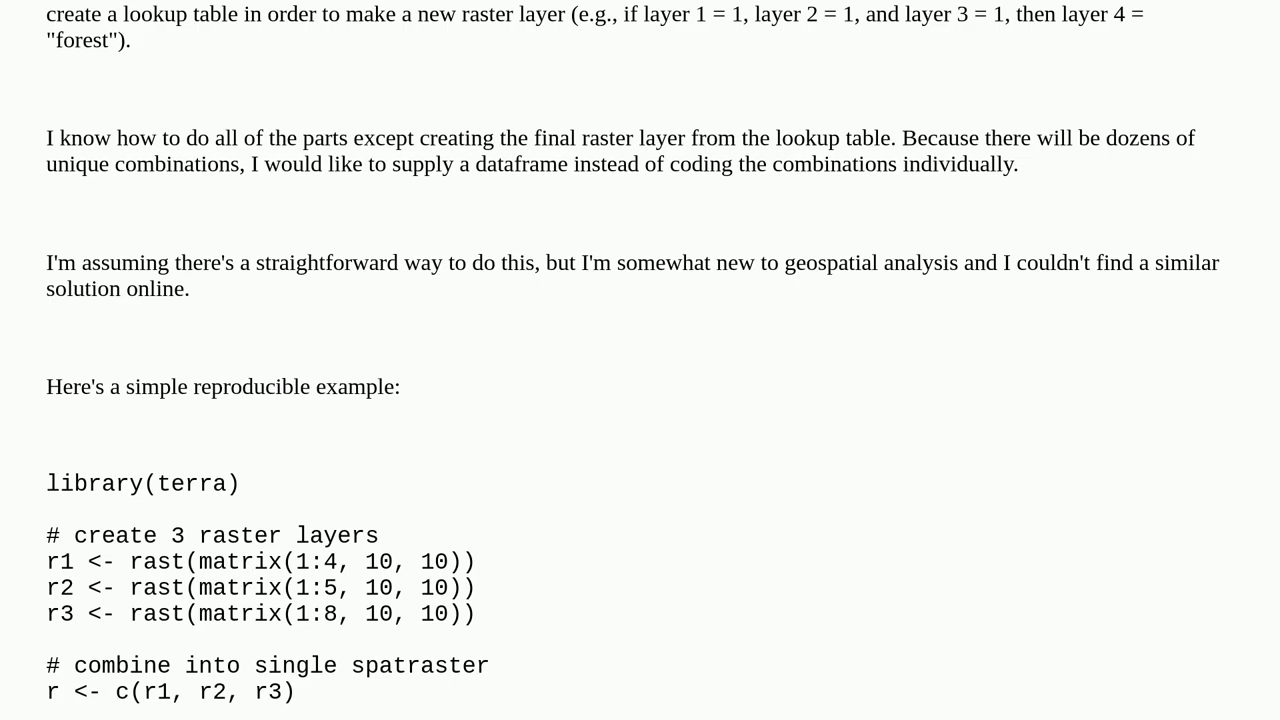 create a lookup table in order to make a new raster layer (e.g., if layer 1 = 1, layer 2 = 1, and layer 3 = 1, then layer 4 =
"forest").
I know how to do all of the parts except creating the final raster layer from the lookup table. Because there will be dozens of
unique combinations, I would like to supply a dataframe instead of coding the combinations individually.
I'm assuming there's a straightforward way to do this, but I'm somewhat new to geospatial analysis and I couldn't find a similar
solution online.
Here's a simple reproducible example:
library(terra)
# create 3 raster layers
r1 <- rast(matrix(1:4, 10, 10))
r2 <- rast(matrix(1:5, 10, 10))
r3 <- rast(matrix(1:8, 10, 10))
# combine into single spatraster
r <- c(r1, r2, r3)